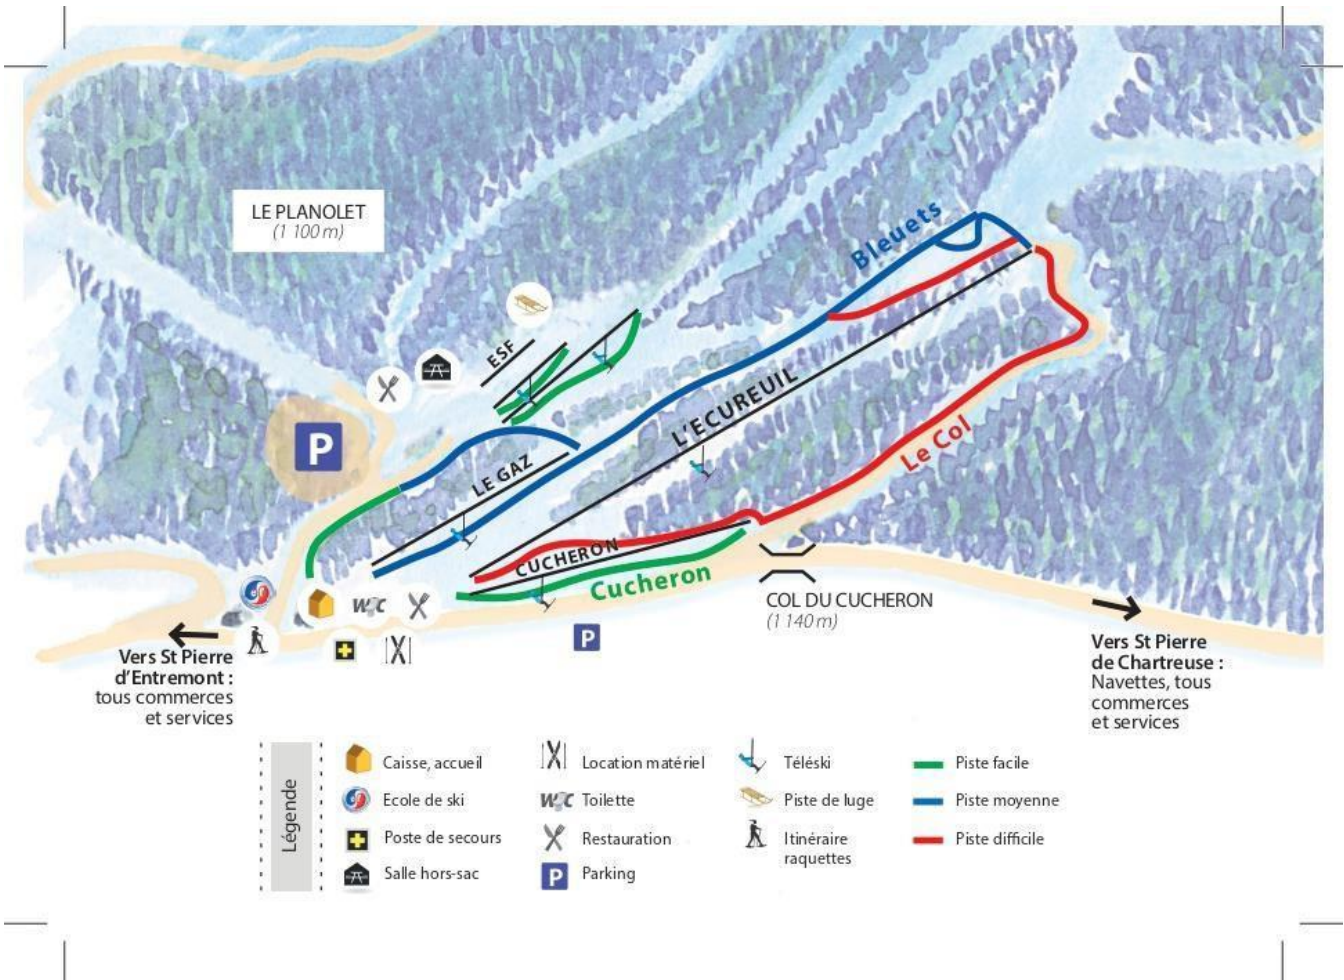 LE PLANOLET
(1 100 m)
Bleuets
ESF
L'ECUREUIL
Le Col
P
LE GAZ
CUCHERON
Cucheron
WC
COL DU CUCHERON
(1 140 m)
P
Vers St Pierre
d'Entremont :
tous commerces
et services
Vers St Pierre
de Chartreuse :
Navettes, tous
commerces
et services
Légende
Caisse, accueil
Ecole de ski
Poste de secours
Salle hors-sac
Location matériel
WC Toilette
Restauration
P Parking
Téléski
Piste de luge
Itinéraire
raquettes
Piste facile
Piste moyenne
Piste difficile